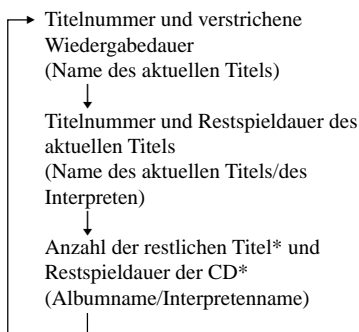 Titelnummer und verstrichene
Wiedergabedauer
(Name des aktuellen Titels)
Titelnummer und Restspieldauer des
aktuellen Titels
(Name des aktuellen Titels/des
Interpreten)
Anzahl der restlichen Titel* und
Restspieldauer der CD*
(Albumname/Interpretenname)